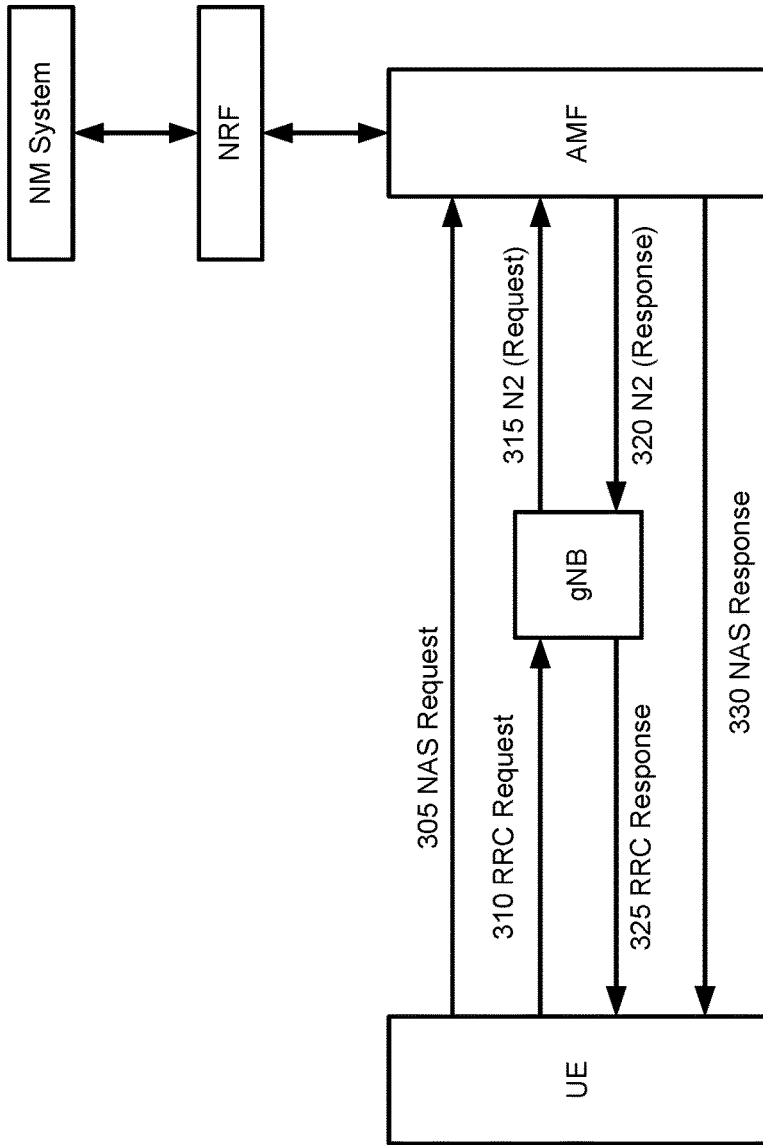 NM System
NRF
AMF
305 NAS Request
315 N2 (Request)
310 RRC Request
gNB
320 N2 (Response)
325 RRC Response
330 NAS Response
UE